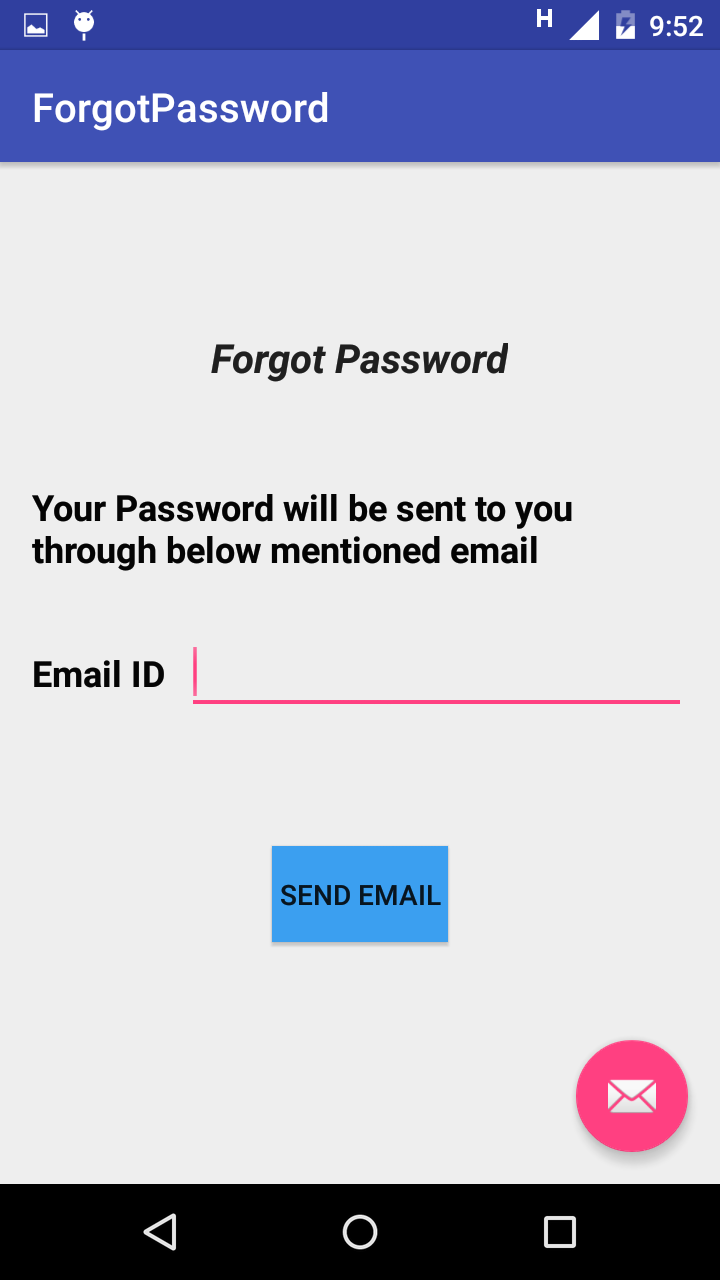 H 9:52
ForgotPassword
Forgot Password
Your Password will be sent to you
through below mentioned email
Email ID
SEND EMAIL